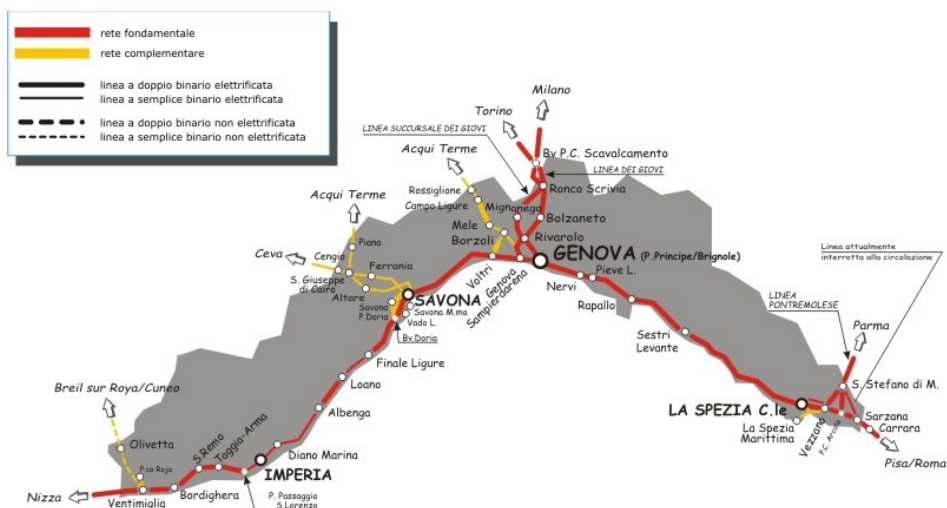 rete fondamentale
rete complementare
linea a doppio binario elettrificata
linea a semplice binario elettrificata
linea a doppio binario non elettrificata
linea a semplice binario non elettrificata
Milano
Torino
LINEA SUCCURSALE DEI GIOVI
Bv P.C. Scavalcamento
Acqui Terme
LINEA DEI GIOVI
Rossiglione
Ronco Scrivia
Campo Ligure
Mignanego
Acqui Terme
Bolzaneto
Mele
Borzoli
Rivarolo
Piana
Ceva
Cengio
GENOVA (P.Principe/Brignole)
Linea attualmente
interrotta alla circolazione
Ferrania
S. Giuseppe
di Cairo
Voltri
Genova
Sampierdarena
Pieve L.
Nervi
Altare
SAVONA
Rapallo
LINEA
PONTREMOLESE
Savona
P.Doria
Savona M.ma
Vado L.
Parma
Bv.Doria
Sestri
Levante
Finale Ligure
Breil sur Roya/Cuneo
Loano
S. Stefano di M.
Albenga
LA SPEZIA C.le
Sarzana
La Spezia
Marittima
Vezzano
P.C. Arcola
Carrara
Olivetta
S.Remo
Taggia-Arma
Diano Marina
Pisa/Roma
P.co Roja
IMPERIA
Nizza
Ventimiglia
Bordighera
P. Passaggio
S.Lorenzo